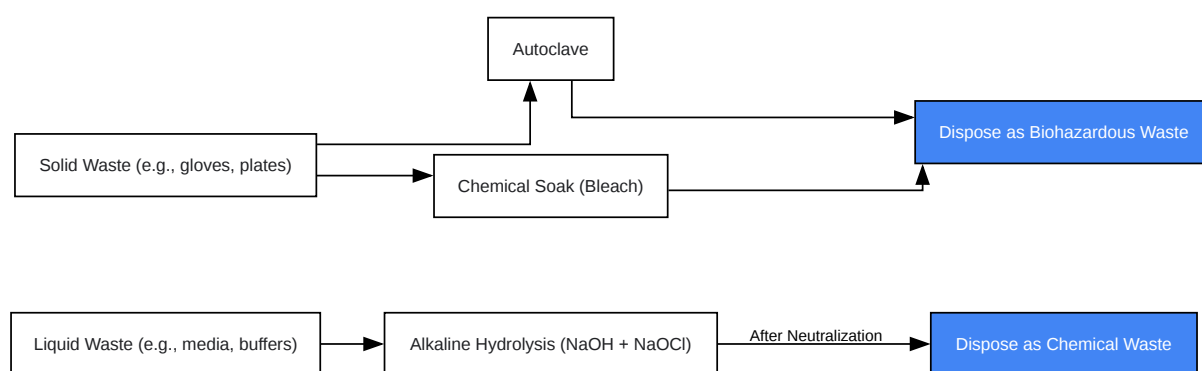 Autoclave
Dispose as Biohazardous Waste
Solid Waste (e.g., gloves, plates)
Chemical Soak (Bleach)
Liquid Waste (e.g., media, buffers)
Alkaline Hydrolysis (NaOH + NaOCl)
After Neutralization
Dispose as Chemical Waste